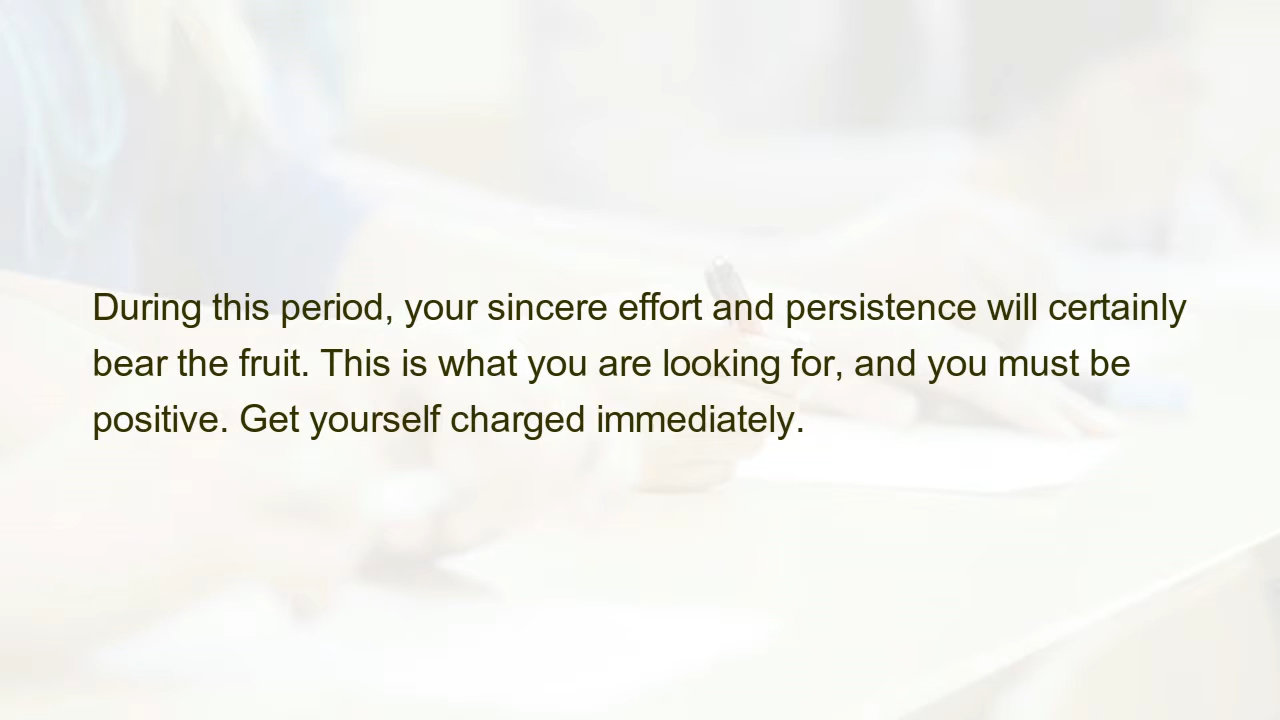 During this period, your sincere effort and persistence will certainly
bear the fruit. This is what you are looking for, and you must be
positive. Get yourself charged immediately.